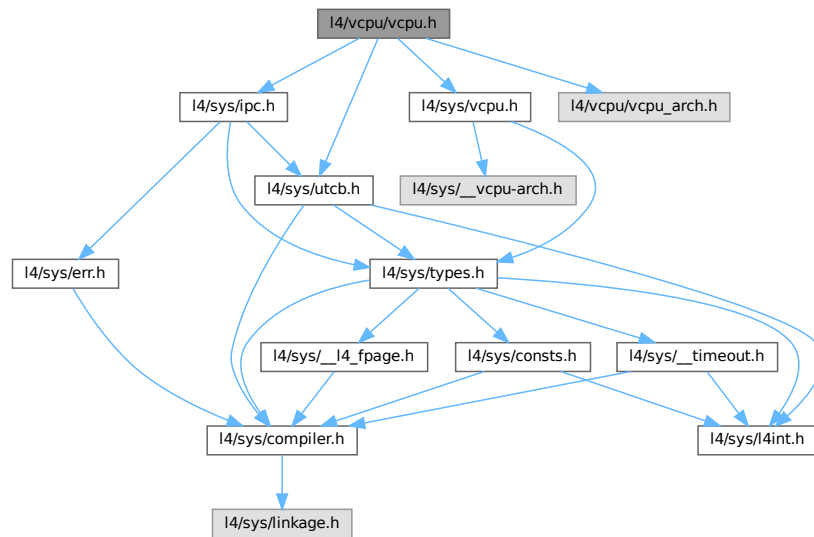 l4/vcpu/vcpu.h
l4/sys/ipc.h
l4/sys/vcpu.h
l4/vcpu/vcpu_arch.h
l4/sys/utcb.h
l4/sys/__vcpu-arch.h
l4/sys/err.h
l4/sys/types.h
l4/sys/__l4_fpage.h
l4/sys/consts.h
l4/sys/__timeout.h
l4/sys/compiler.h
l4/sys/l4int.h
l4/sys/linkage.h